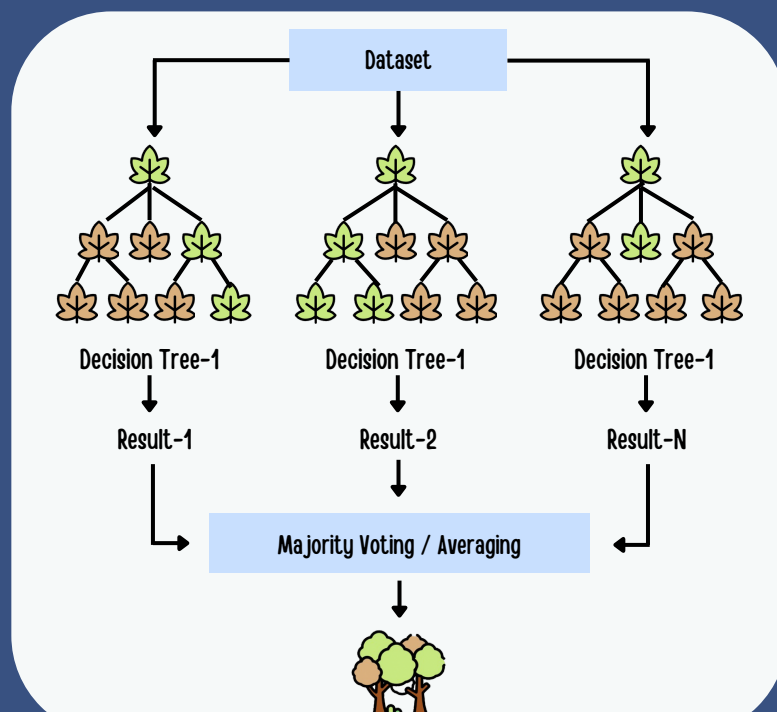 Dataset
Decision Tree-1
Decision Tree-1
Decision Tree-1
Result-1
Result-2
Result-N
Majority Voting / Averaging